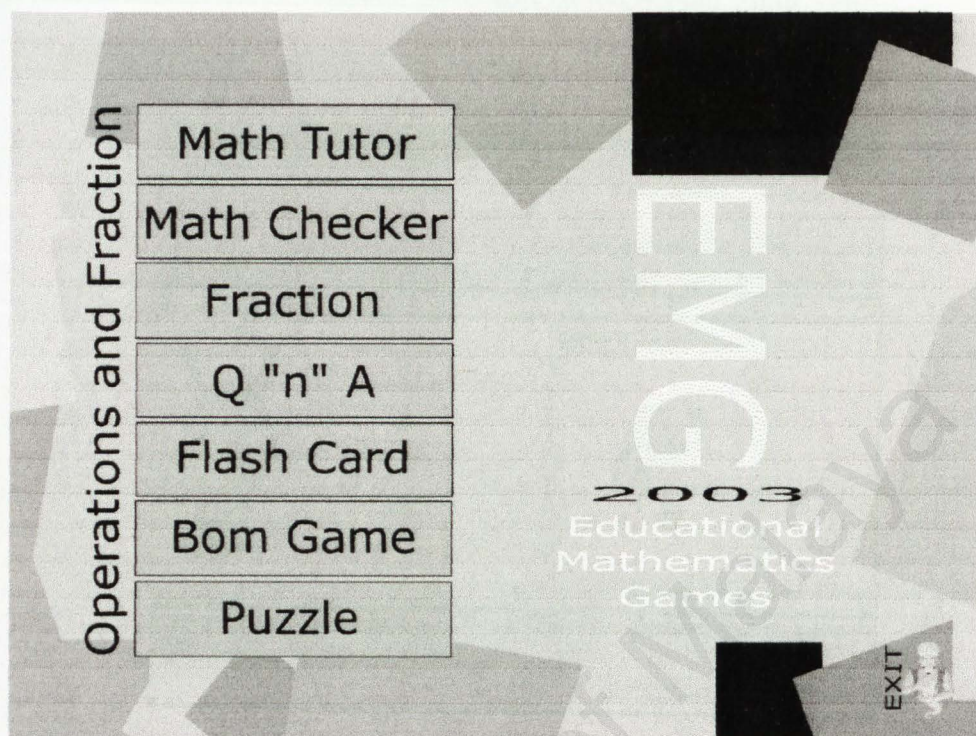 Operations and Fraction
Math Tutor
Math Checker
Fraction
Q "n" A
Flash Card
Bom Game
Puzzle
EMG
2003
Educational
Mathematics
Games
EXIT
Malaya